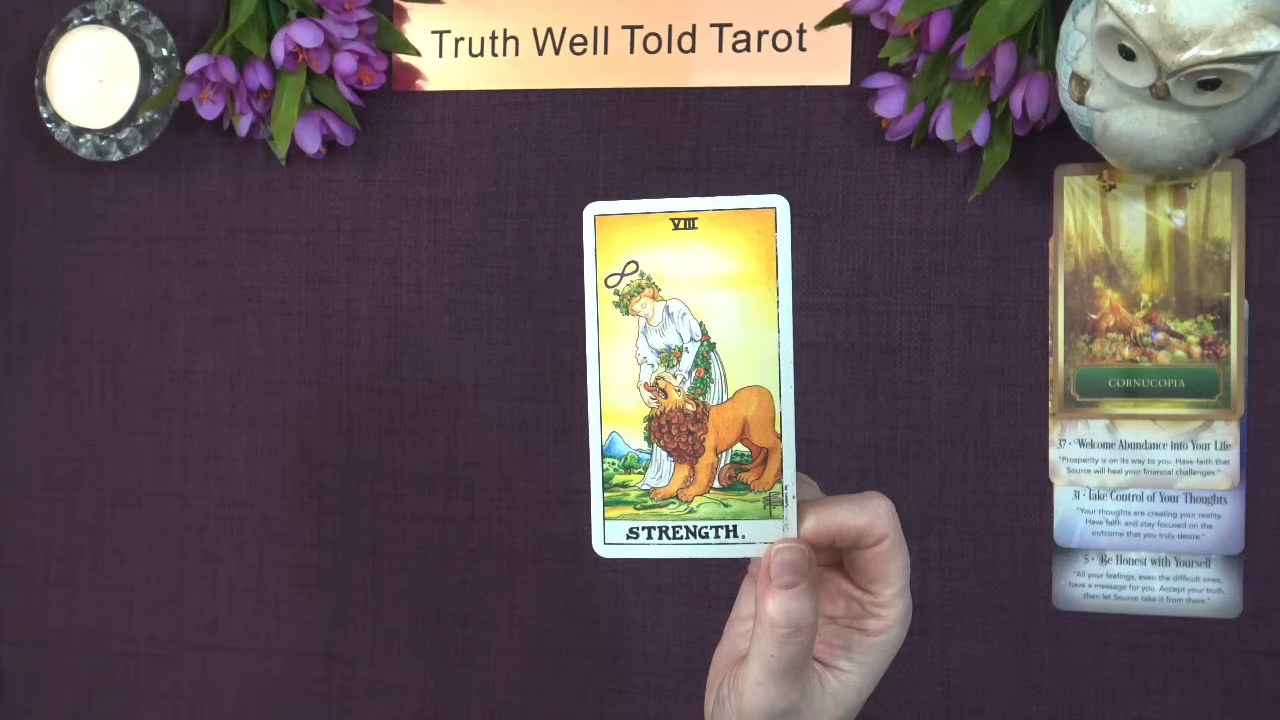 Truth Well Told Tarot
VIII
STRENGTH.
CORNUCOPIA
37 • Welcome Abundance into Your Life
"Prosperity is on its way to you. Have faith that
Source will heal your financial challenges."
31 • Take Control of Your Thoughts
"Your thoughts are creating your reality.
Have faith and stay focused on the
outcome that you truly desire."
5 • Be Honest with Yourself
"All your feelings, even the difficult ones,
have a message for you. Accept your truth,
then let Source take it from there."